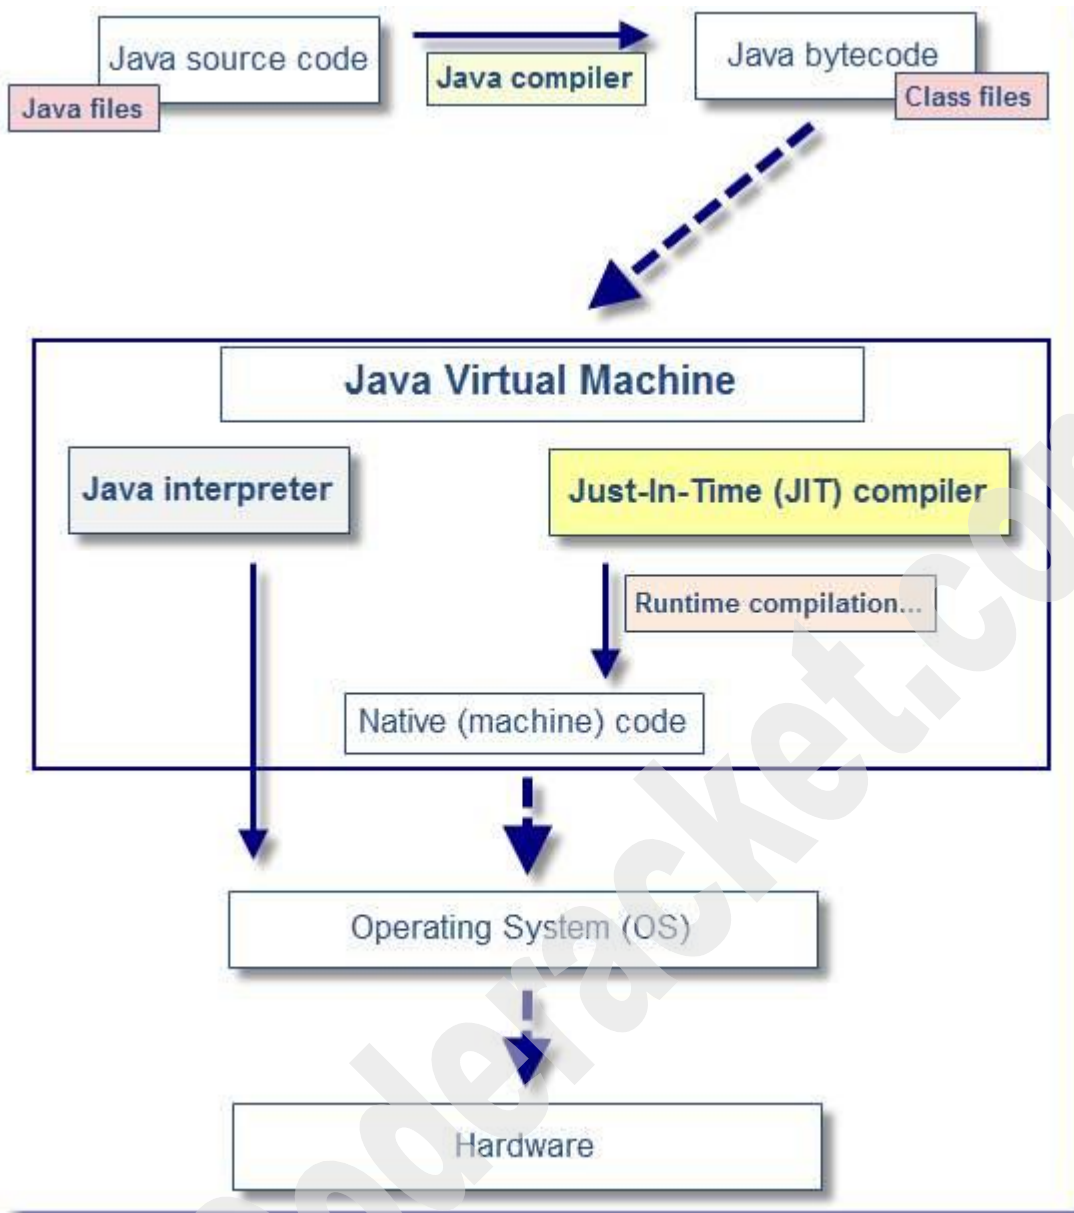 Java source code
Java files
Java compiler
Java bytecode
Class files
Java Virtual Machine
Java interpreter
Just-In-Time (JIT) compiler
Runtime compilation...
Native (machine) code
Operating System (OS)
Hardware